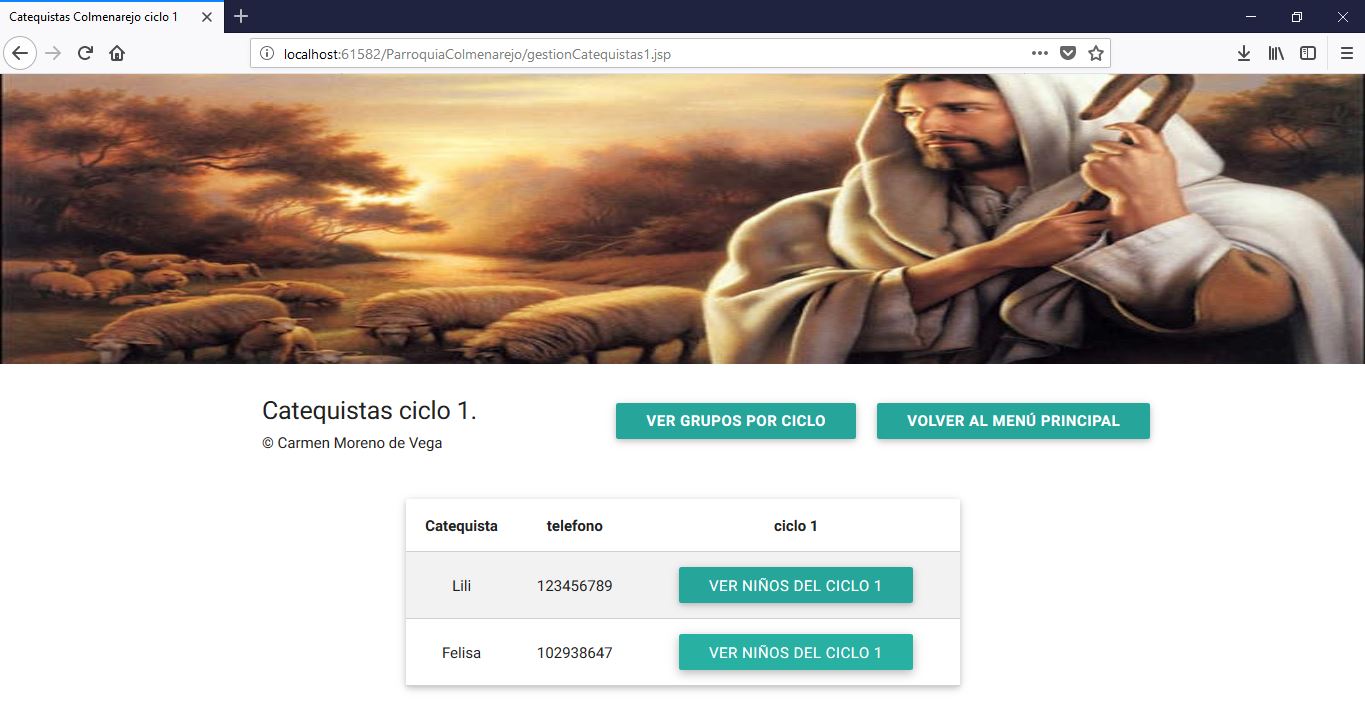 Catequistas Colmenarejo ciclo 1
localhost:61582/ParroquiaColmenarejo/gestionCatequistas1.jsp
Catequistas ciclo 1.
© Carmen Moreno de Vega
VER GRUPOS POR CICLO
VOLVER AL MENÚ PRINCIPAL
Catequista telefono ciclo 1
Lili 123456789 VER NIÑOS DEL CICLO 1
Felisa 102938647 VER NIÑOS DEL CICLO 1